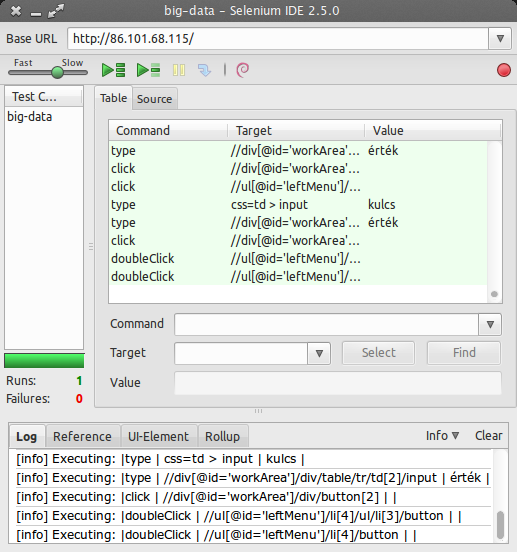 big-data – Selenium IDE 2.5.0
Base URL http://86.101.68.115/
Fast Slow
Test C...
big-data
Table Source
Command Target Value
type //div[@id='workArea'... érték
click //div[@id='workArea'...
click //ul[@id='leftMenu']/...
type css=td > input kulcs
type //div[@id='workArea'... érték
click //div[@id='workArea'...
doubleClick //ul[@id='leftMenu']/...
doubleClick //ul[@id='leftMenu']/...
Command
Target Select Find
Value
Runs: 1
Failures: 0
Log Reference UI-Element Rollup Info Clear
[info] Executing: |type | css=td > input | kulcs |
[info] Executing: |type | //div[@id='workArea']/div/table/tr/td[2]/input | érték |
[info] Executing: |click | //div[@id='workArea']/div/button[2] | |
[info] Executing: |doubleClick | //ul[@id='leftMenu']/li[4]/ul/li[3]/button | |
[info] Executing: |doubleClick | //ul[@id='leftMenu']/li[4]/button | |